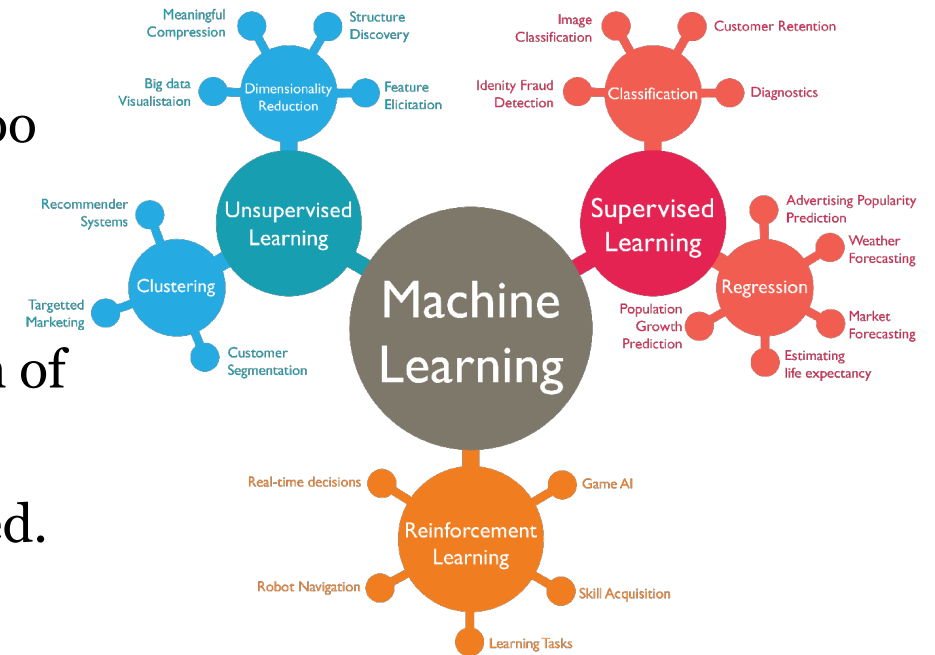 Meaningful
Compression
Structure
Discovery
Big data
Visualistaion
Dimensionality
Reduction
Feature
Elicitation
Image
Classification
Customer Retention
Idenity Fraud
Detection
Classification
Diagnostics
oo
Recommender
Systems
Unsupervised
Learning
Supervised
Learning
Advertising Popularity
Prediction
Weather
Forecasting
Clustering
Regression
Targetted
Marketing
Customer
Segmentation
Machine
Learning
Population
Growth
Prediction
Market
Forecasting
Estimating
life expectancy
of
ed.
Real-time decisions
Game AI
Reinforcement
Learning
Robot Navigation
Skill Acquisition
Learning Tasks